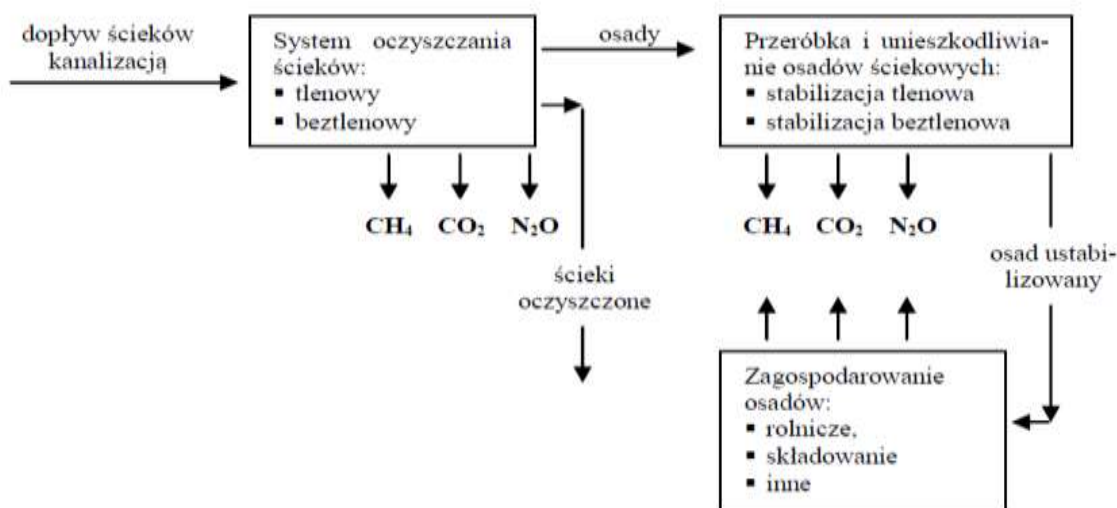 dopływ ścieków
kanalizacją
System oczyszczania
ścieków:
▪ tlenowy
▪ beztlenowy
osady
Przeróbka i unieszkodliwia-
nie osadów ściekowych:
▪ stabilizacja tlenowa
▪ stabilizacja beztlenowa
CH₄ CO₂ N₂O
ścieki
oczyszczone
CH₄ CO₂ N₂O
osad ustabi-
lizowany
Zagospodarowanie
osadów:
▪ rolnicze,
▪ składowanie
▪ inne